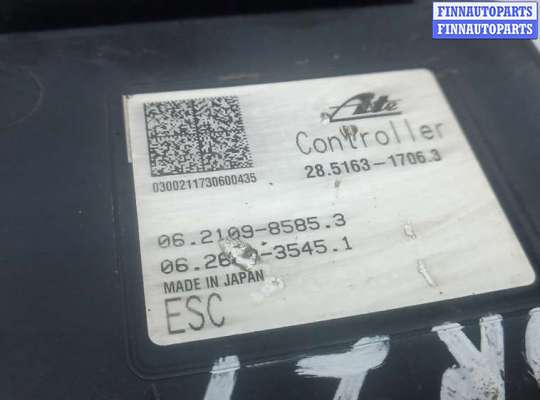 FINNAUTOPARTS
FINNAUTOPARTS
Ate
Controller
28.5163-1706.3
0300211730600435
06.2109-8585.3
MADE IN JAPAN
ESC